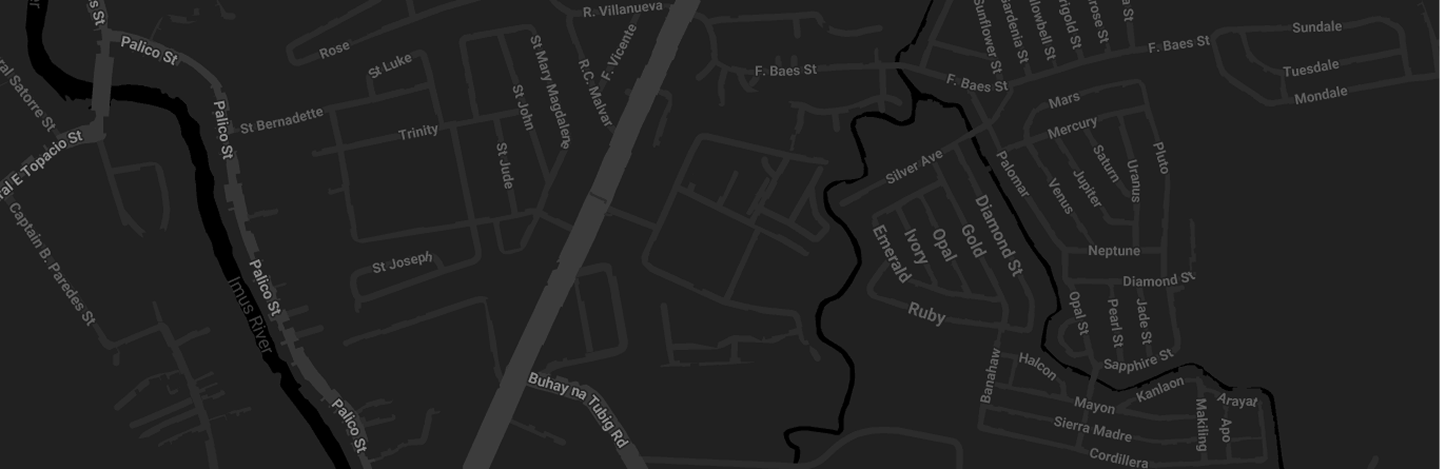 R. Villanueva
Palico St
Rose
St Luke
St Mary Magdalene
R.C. Malvar
F. Vicente
F. Baes St
F. Baes St
F. Baes St
Sunflower St
Sundale
Tuesdale
Mondale
St Bernadette
Trinity
St John
St Jude
Palico St
Mars
Mercury
Saturn
Uranus
Pluto
Jupiter
Venus
Palomar
Silver Ave
Diamond St
Gold
Opal
Ivory
Emerald
Ruby
Neptune
Diamond St
Opal St
Pearl St
Jade St
Sapphire St
Captain B. Paredes St
St Joseph
Palico St
Imus River
Buhay na Tubig Rd
Palico St
Banahaw
Halcon
Mayon
Kanlaon
Arayat
Makiling
Apo
Sierra Madre
Cordillera